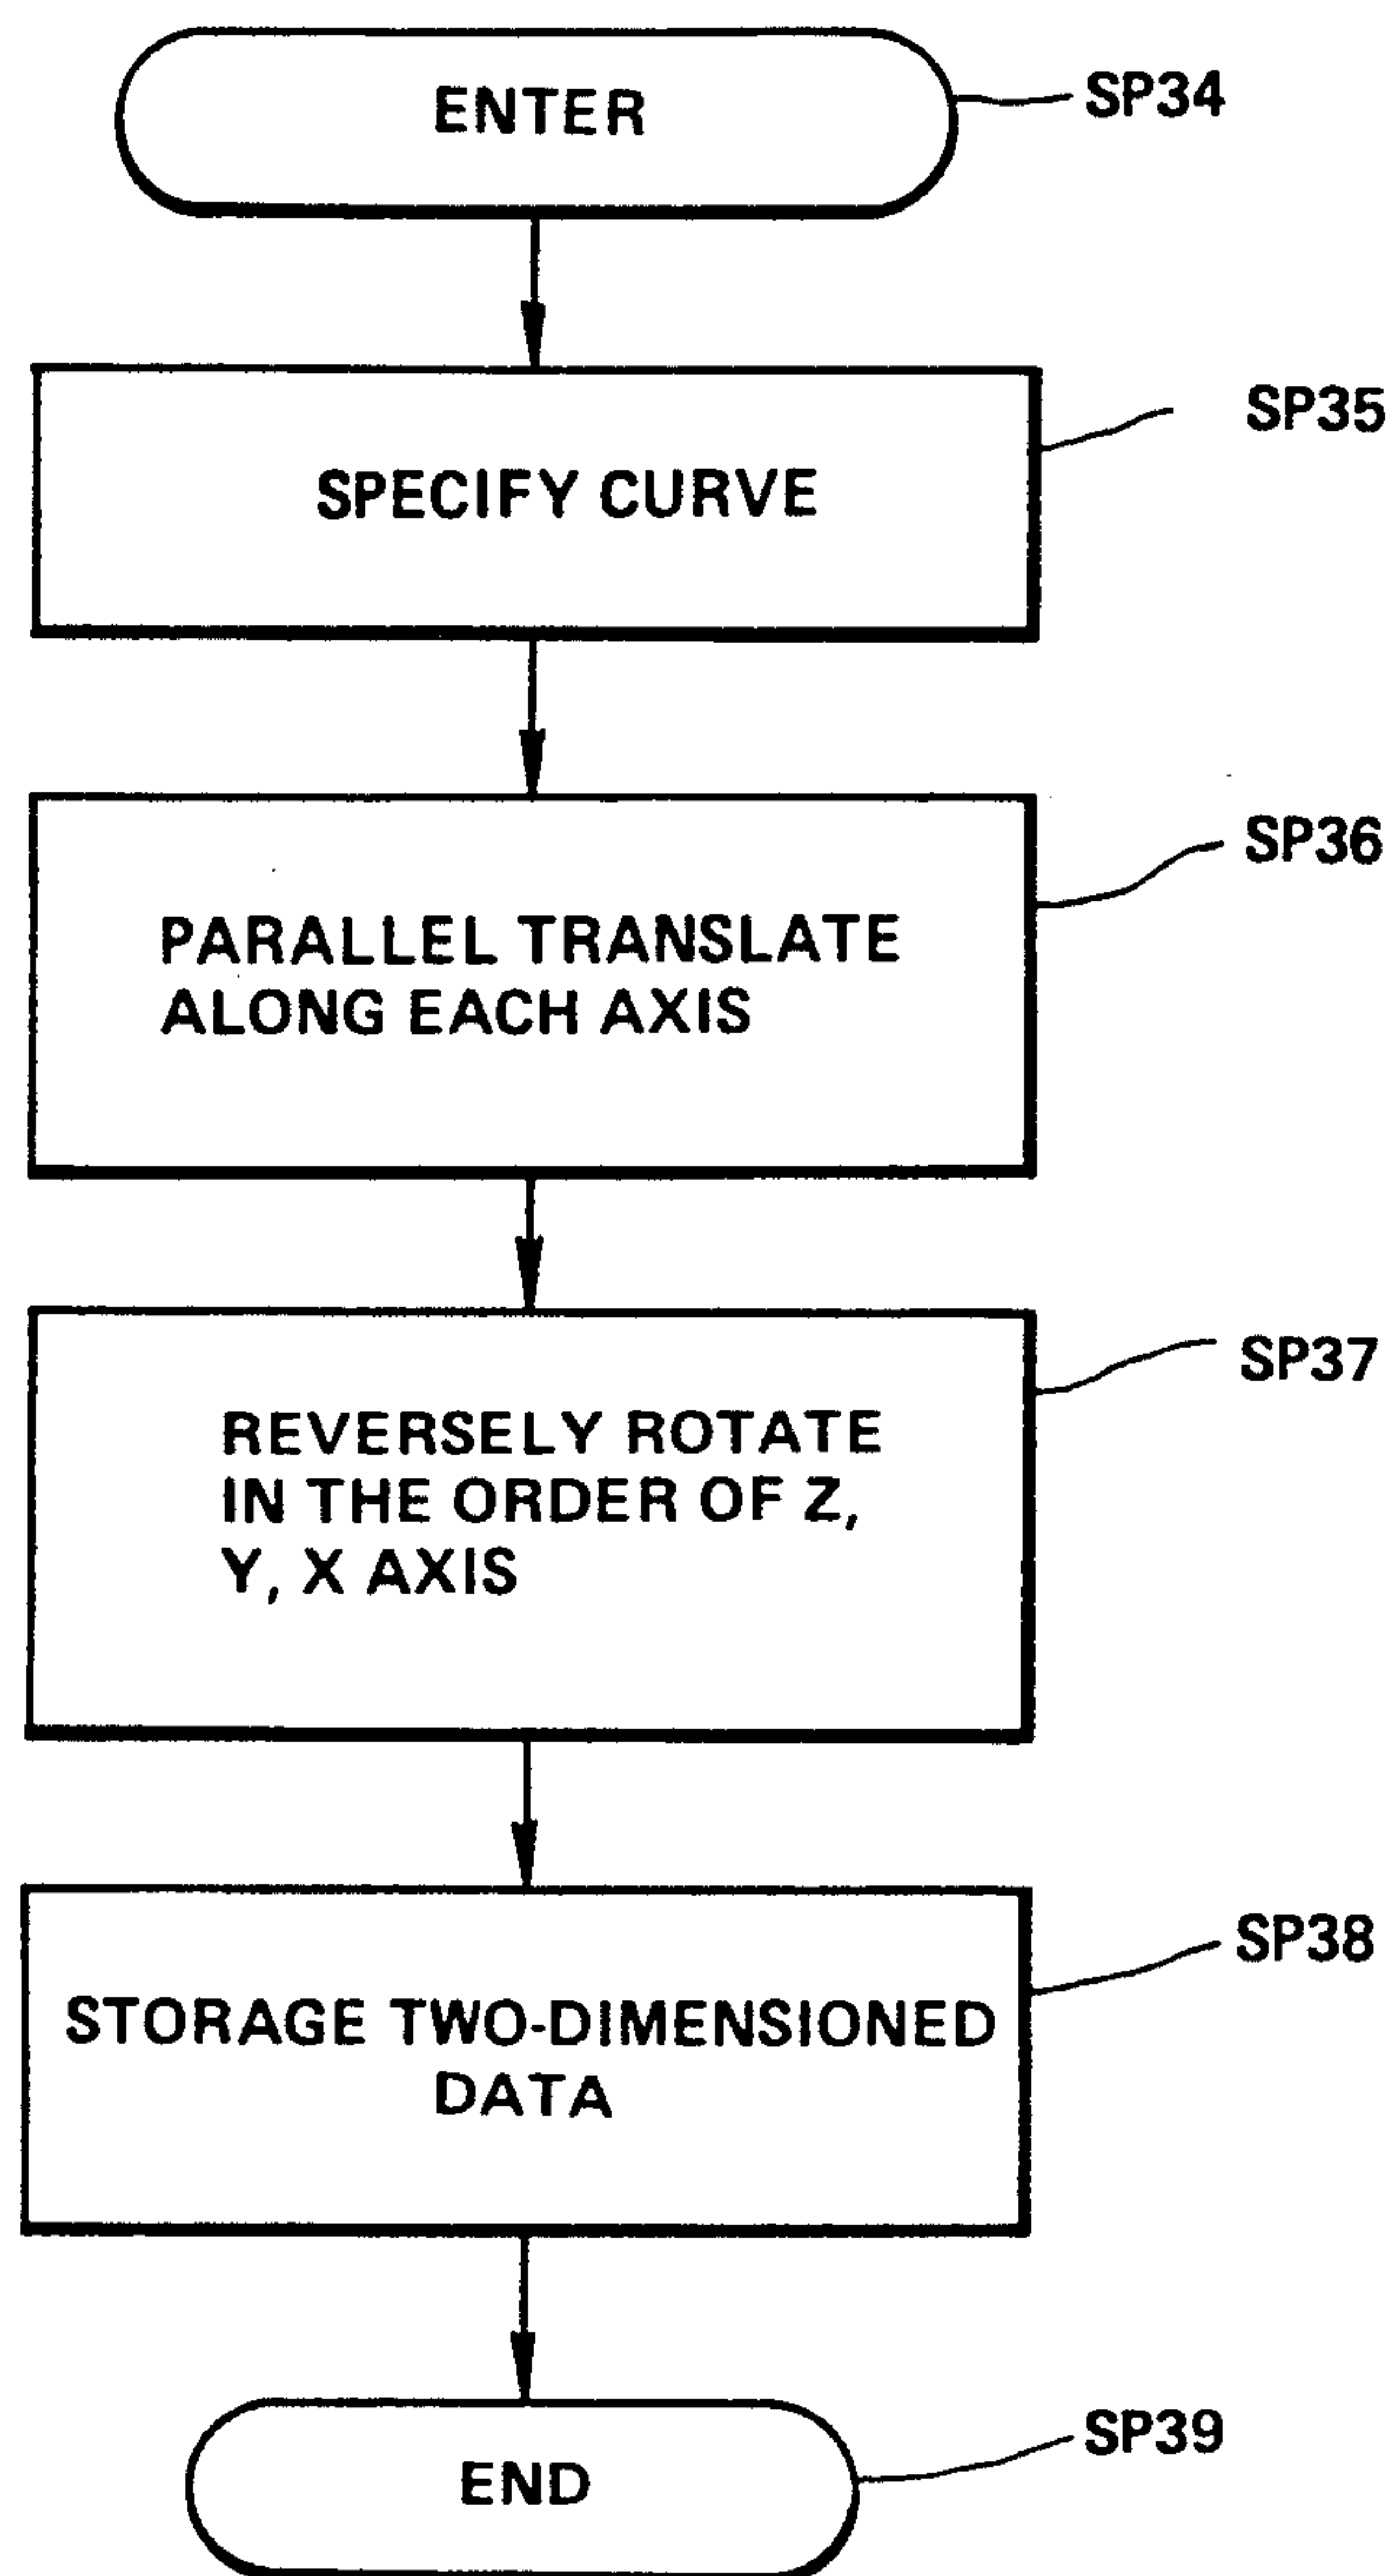 ENTER
SP34
SPECIFY CURVE
SP35
PARALLEL TRANSLATE
ALONG EACH AXIS
SP36
REVERSELY ROTATE
IN THE ORDER OF Z,
Y, X AXIS
SP37
STORAGE TWO-DIMENSIONED
DATA
SP38
END
SP39